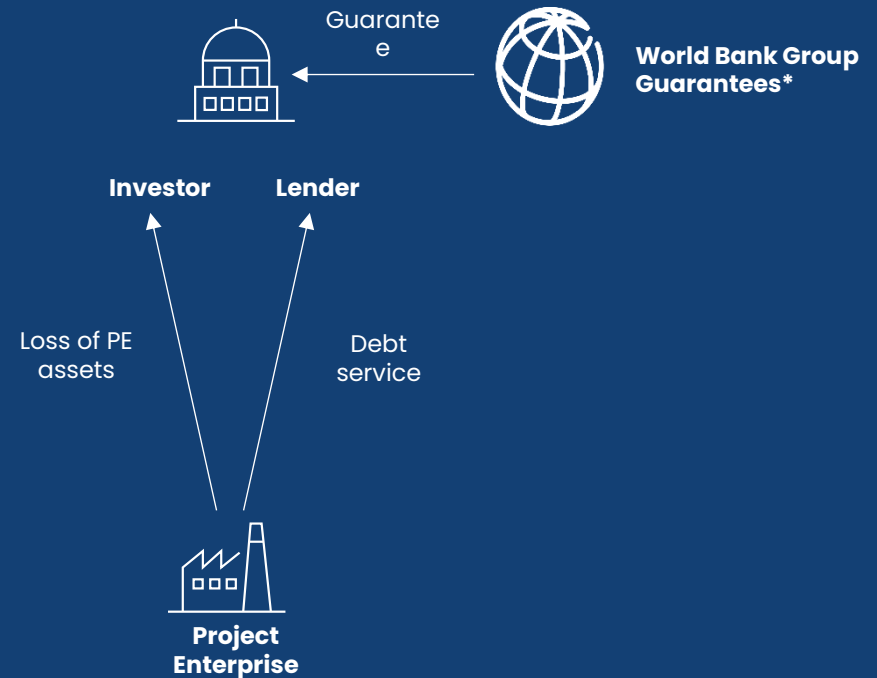 Guarante
e
World Bank Group
Guarantees*
Investor
Lender
Loss of PE
assets
Debt
service
Project
Enterprise